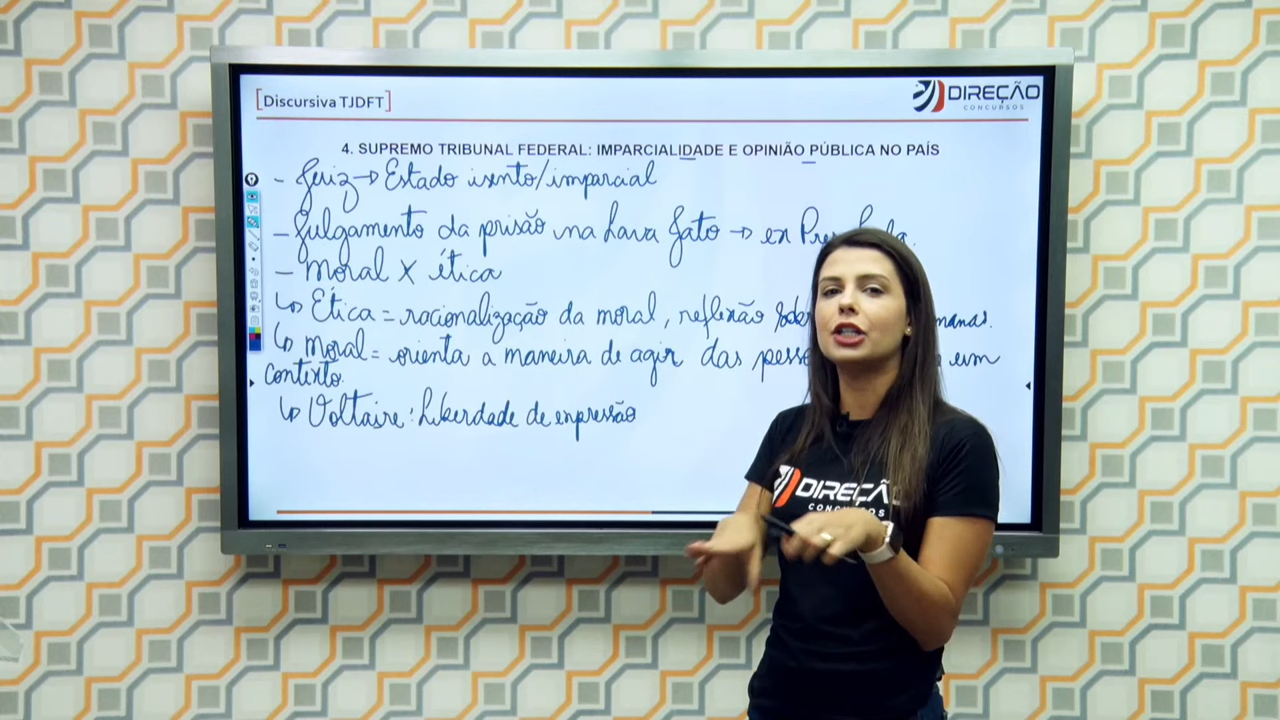 [Discursiva TJDFT]
DIREÇÃO
CONCURSOS
4. SUPREMO TRIBUNAL FEDERAL: IMPARCIALIDADE E OPINIÃO PÚBLICA NO PAÍS
- Juiz → Estado isento/imparcial
- Julgamento da prisão na Lava Jato → ex
- Moral X ética
↳ Ética = racionalização da moral, reflexão
↳ Moral = orienta a maneira de agir das um
contexto.
↳ Voltaire: Liberdade de expressão
DIREÇÃO
CONCURSOS